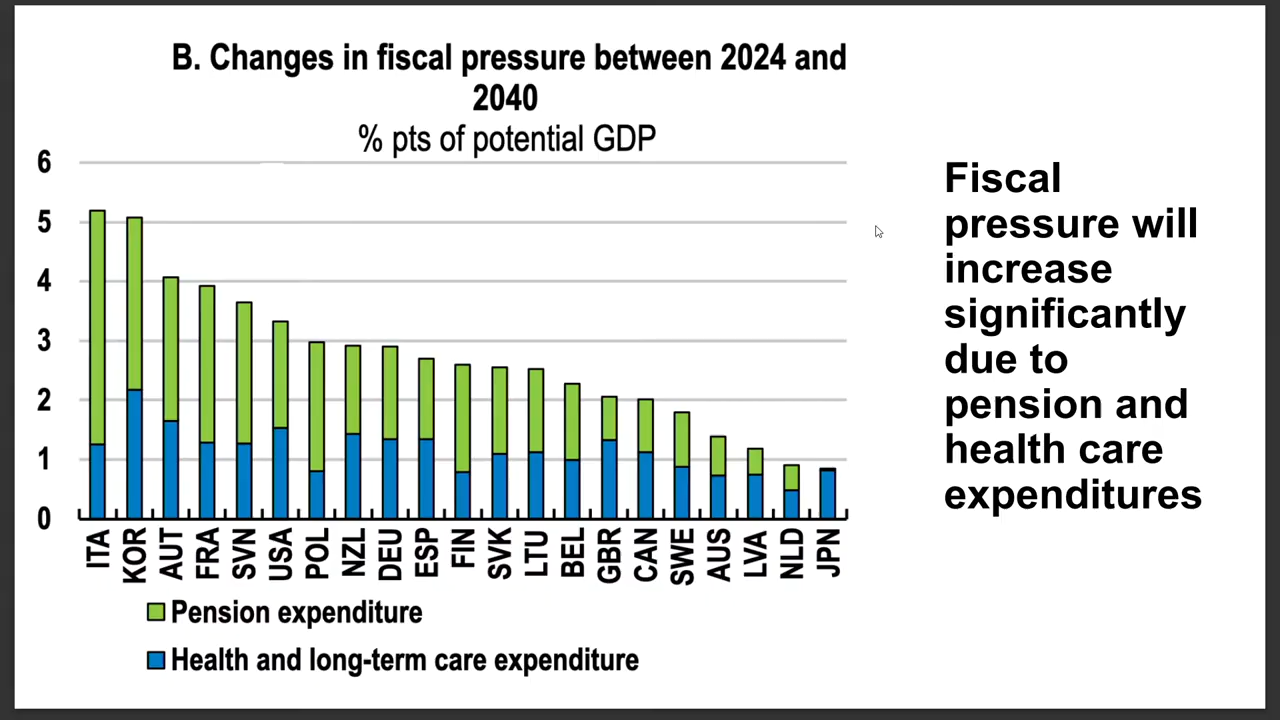 B. Changes in fiscal pressure between 2024 and
2040
% pts of potential GDP
6
5
4
3
2
1
0
ITA KOR AUT FRA SVN USA POL NZL DEU ESP FIN SVK LTU BEL GBR CAN SWE AUS LVA NLD JPN
Pension expenditure
Health and long-term care expenditure
Fiscal
pressure will
increase
significantly
due to
pension and
health care
expenditures